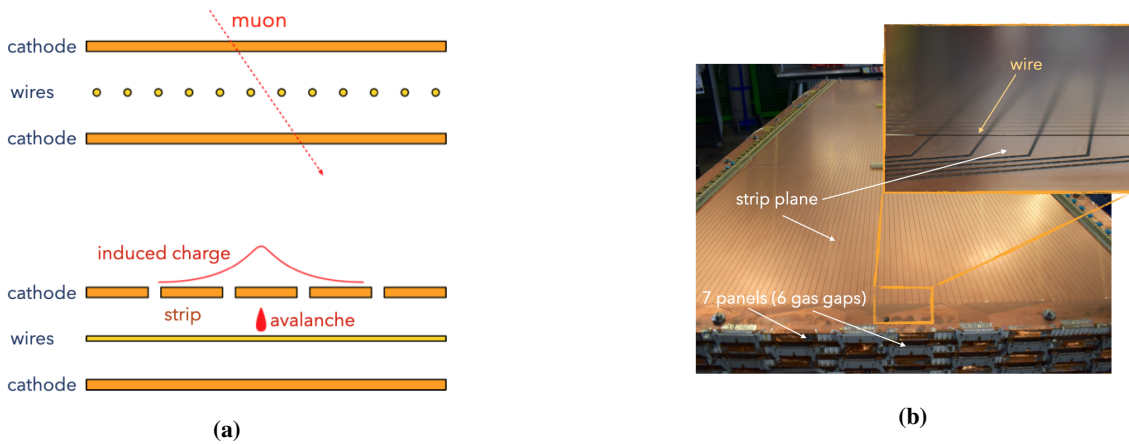 muon
cathode
wires
cathode
induced charge
cathode
strip
avalanche
wires
cathode
(a)
wire
strip plane
7 panels (6 gas gaps)
(b)